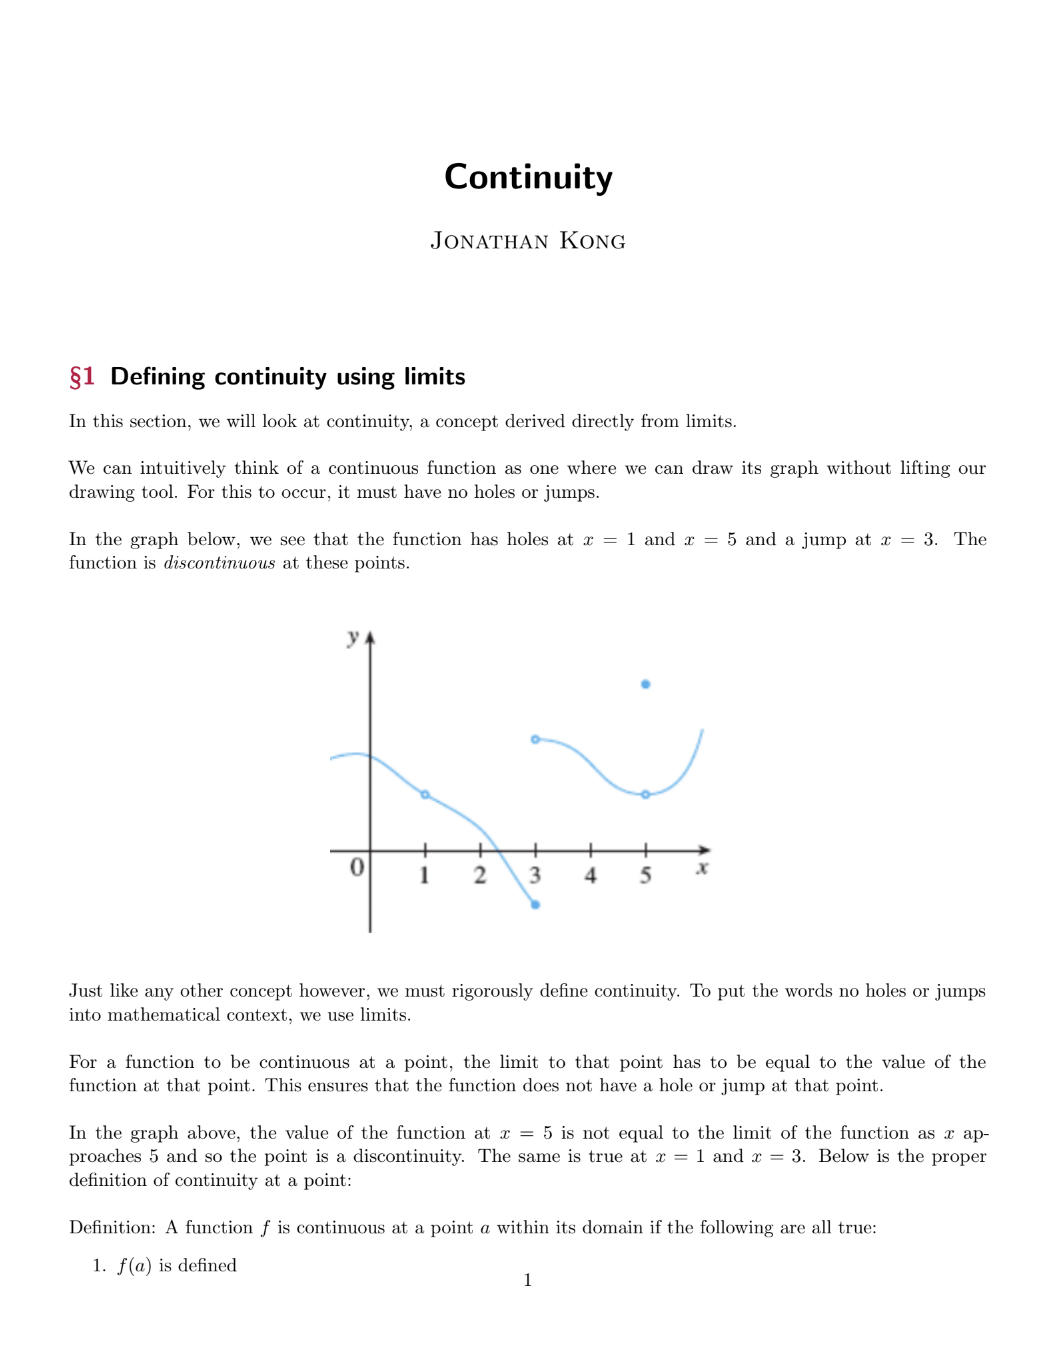 Continuity
Jonathan Kong
§1 Defining continuity using limits
In this section, we will look at continuity, a concept derived directly from limits.
We can intuitively think of a continuous function as one where we can draw its graph without lifting our
drawing tool. For this to occur, it must have no holes or jumps.
In the graph below, we see that the function has holes at x = 1 and x = 5 and a jump at x = 3. The
function is discontinuous at these points.
y
0 1 2 3 4 5 x
Just like any other concept however, we must rigorously define continuity. To put the words no holes or jumps
into mathematical context, we use limits.
For a function to be continuous at a point, the limit to that point has to be equal to the value of the
function at that point. This ensures that the function does not have a hole or jump at that point.
In the graph above, the value of the function at x = 5 is not equal to the limit of the function as x ap-
proaches 5 and so the point is a discontinuity. The same is true at x = 1 and x = 3. Below is the proper
definition of continuity at a point:
Definition: A function f is continuous at a point a within its domain if the following are all true:
1. f(a) is defined
1